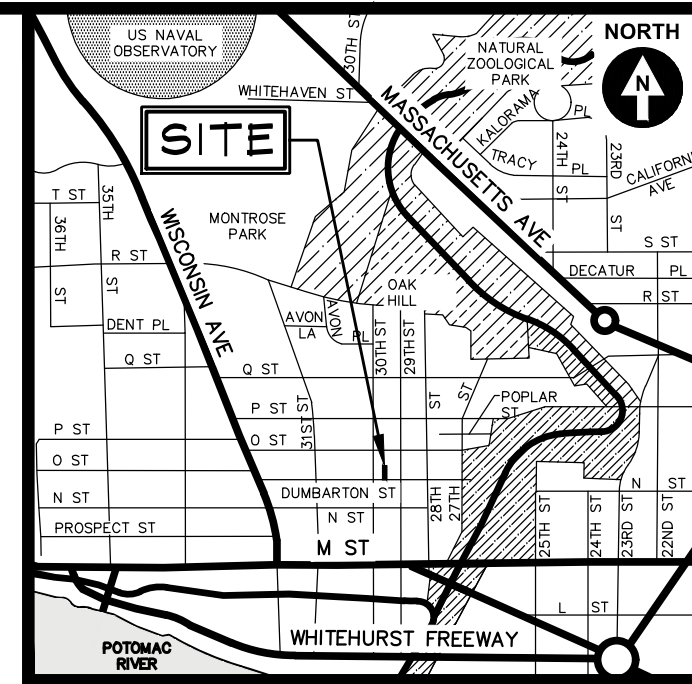 US NAVAL
OBSERVATORY
30TH ST
NATURAL
ZOOLOGICAL
PARK
NORTH
N
WHITEHAVEN ST
MASSACHUSETTS AVE
KALORAMA
PL
SITE
TRACY
PL
24TH
ST
23RD
ST
CALIFORN
AVE
T ST
35TH
ST
36TH
ST
WISCONSIN AVE
MONTROSE
PARK
S ST
R ST
DECATUR PL
R ST
OAK
HILL
AVON
LA
AVON
PL
DENT PL
30TH ST
29TH ST
Q ST
Q ST
ST
ST
POPLAR
ST
P ST
31ST ST
P ST
O ST
O ST
DUMBARTON ST
N ST
28TH
27TH
N ST
N ST
25TH ST
24TH ST
23RD ST
22ND ST
PROSPECT ST
M ST
L ST
WHITEHURST FREEWAY
POTOMAC
RIVER